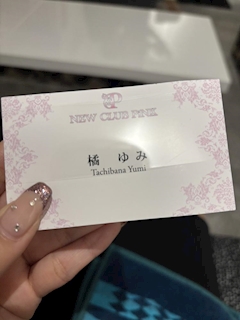 NEW CLUB PINK
橘 ゆみ
Tachibana Yumi